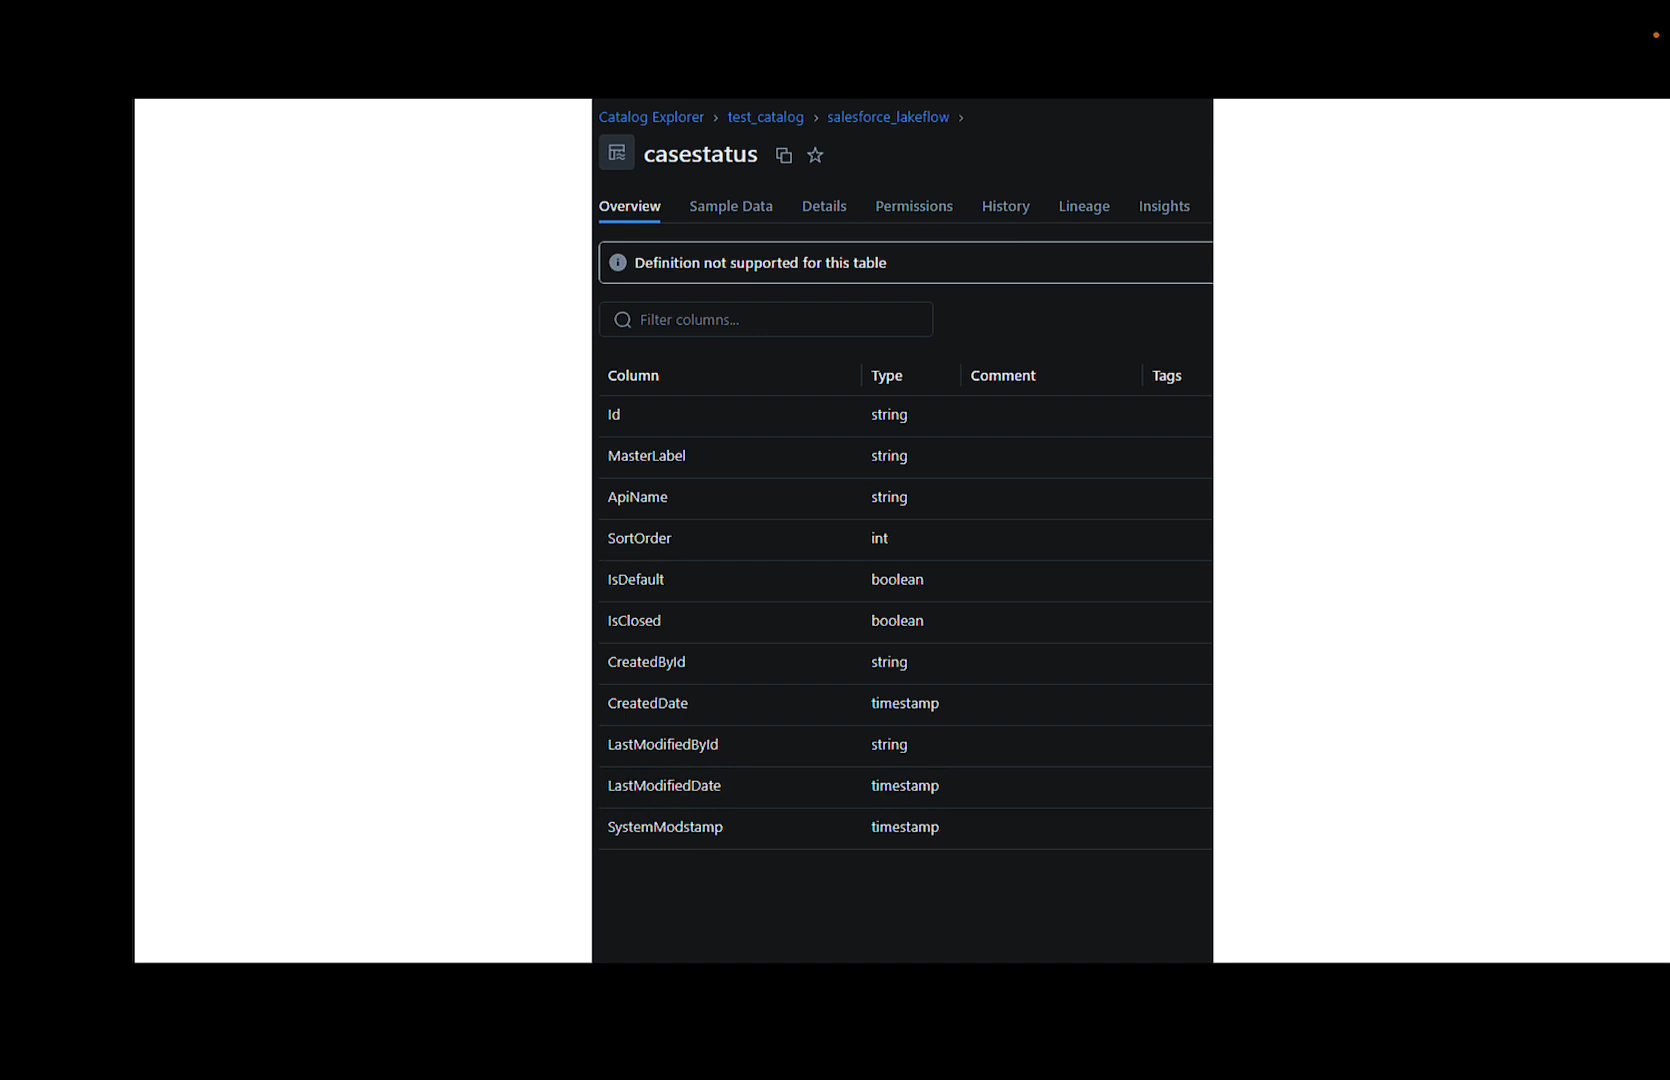 Catalog Explorer › test_catalog › salesforce_lakeflow ›
casestatus
Overview Sample Data Details Permissions History Lineage Insights
Definition not supported for this table
Filter columns...
Column Type Comment Tags
Id string
MasterLabel string
ApiName string
SortOrder int
IsDefault boolean
IsClosed boolean
CreatedById string
CreatedDate timestamp
LastModifiedById string
LastModifiedDate timestamp
SystemModstamp timestamp